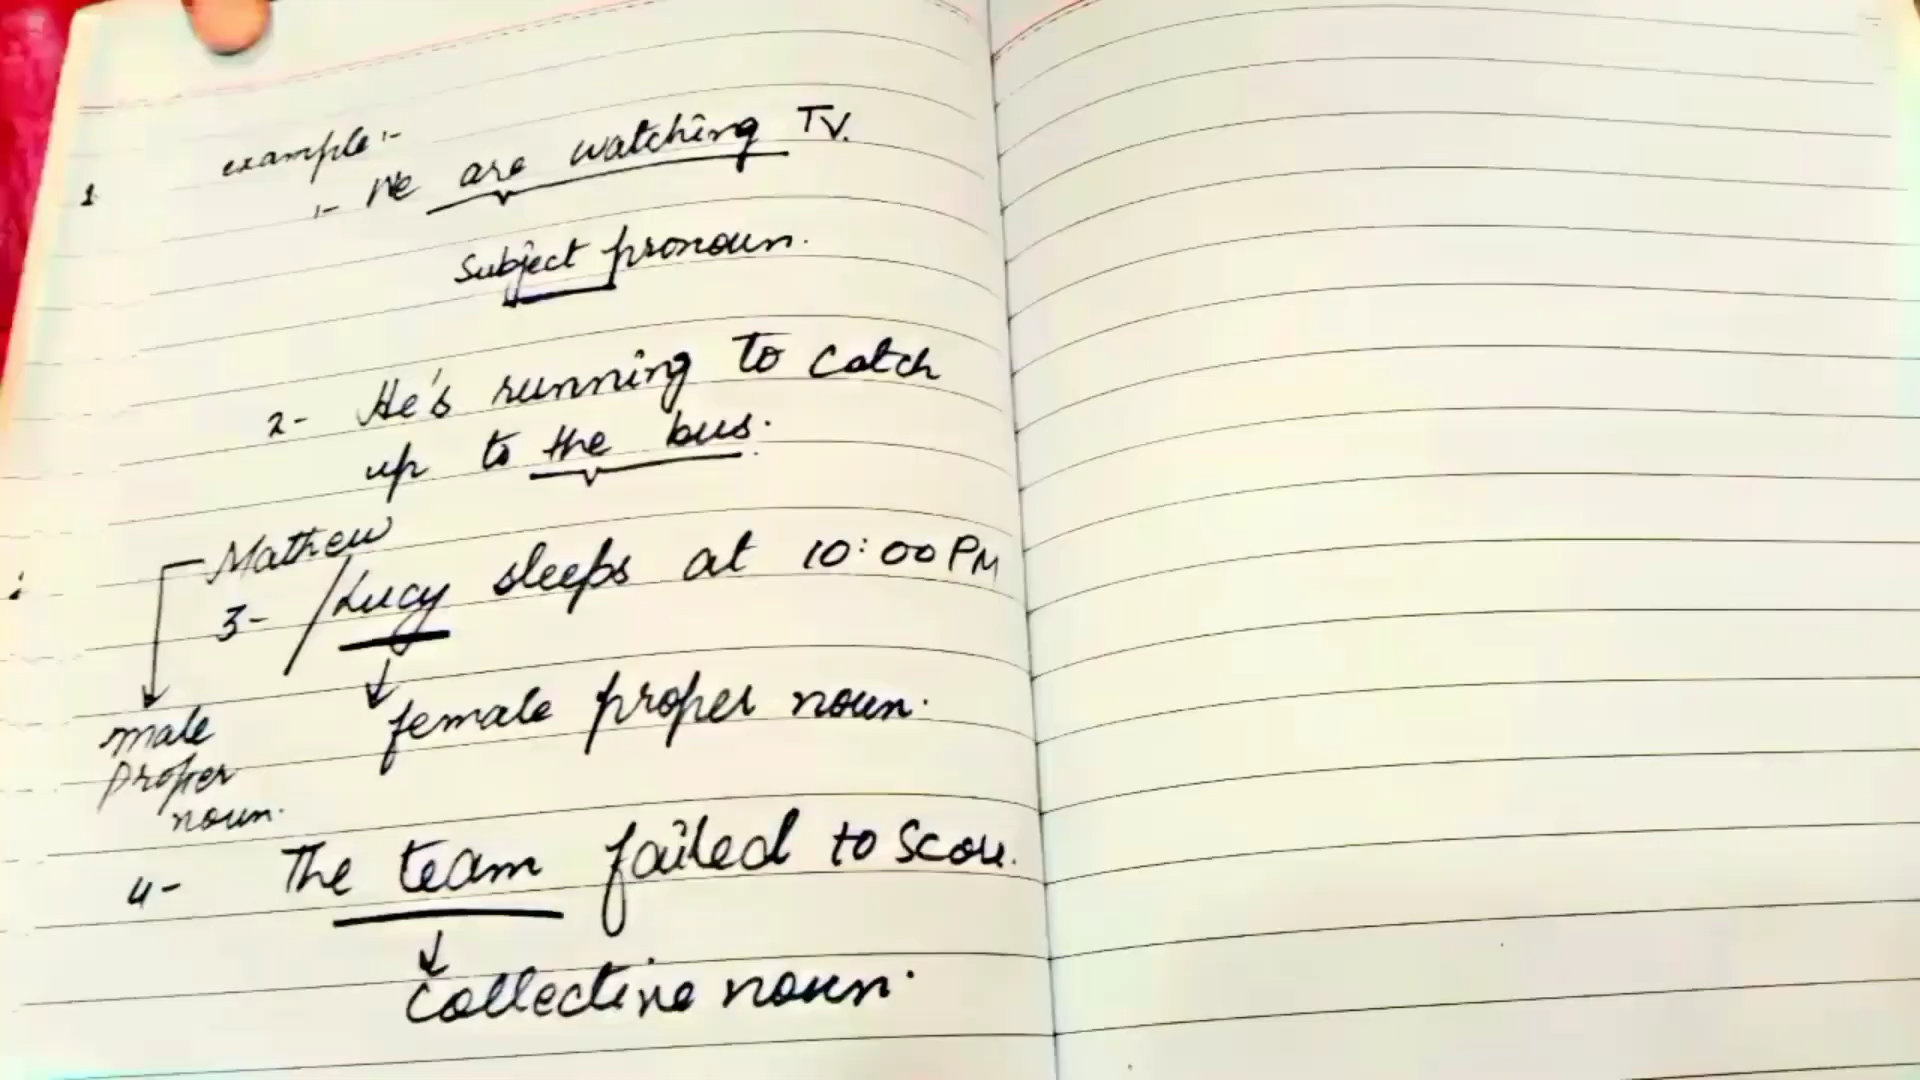 example:-
1.
:- We are watching TV.
Subject pronoun.
2- He's running to catch
up to the bus.
Mathew
3- /Lucy sleeps at 10:00 PM
female proper noun.
male
proper
noun.
4- The team failed to score.
collective noun.